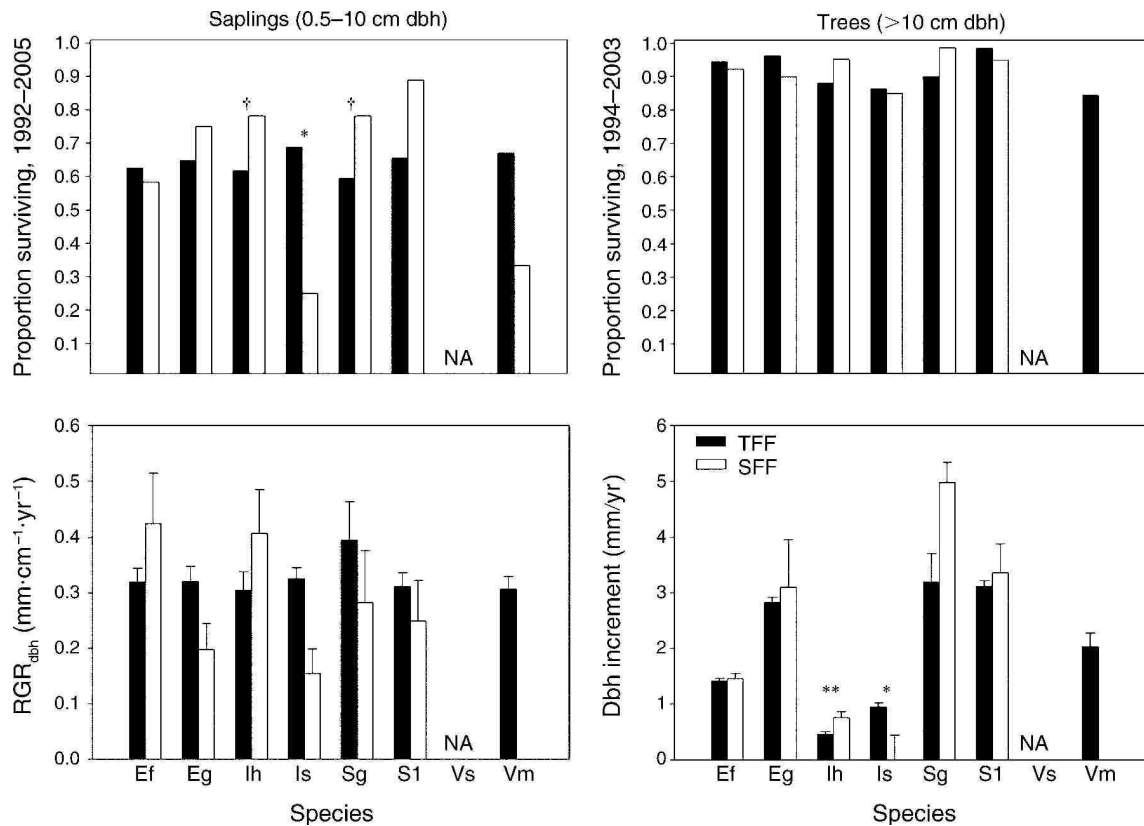 Saplings (0.5–10 cm dbh)
Proportion surviving, 1992–2005
1.0
0.9
0.8
0.7
0.6
0.5
0.4
0.3
0.2
0.1
†
*
†
NA
Trees (>10 cm dbh)
Proportion surviving, 1994–2003
1.0
0.9
0.8
0.7
0.6
0.5
0.4
0.3
0.2
0.1
NA
RGRdbh (mm·cm−1·yr−1)
0.6
0.5
0.4
0.3
0.2
0.1
0.0
NA
Ef Eg Ih Is Sg S1 Vs Vm
Species
Dbh increment (mm/yr)
6
5
4
3
2
1
0
TFF
SFF
**
*
NA
Ef Eg Ih Is Sg S1 Vs Vm
Species